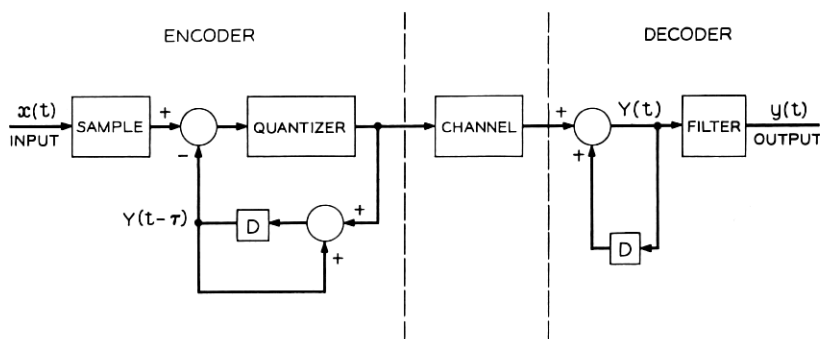 ENCODER
DECODER
x(t)
INPUT
SAMPLE
+
-
QUANTIZER
CHANNEL
+
+
Y(t)
FILTER
y(t)
OUTPUT
Y(t-τ)
D
+
+
D